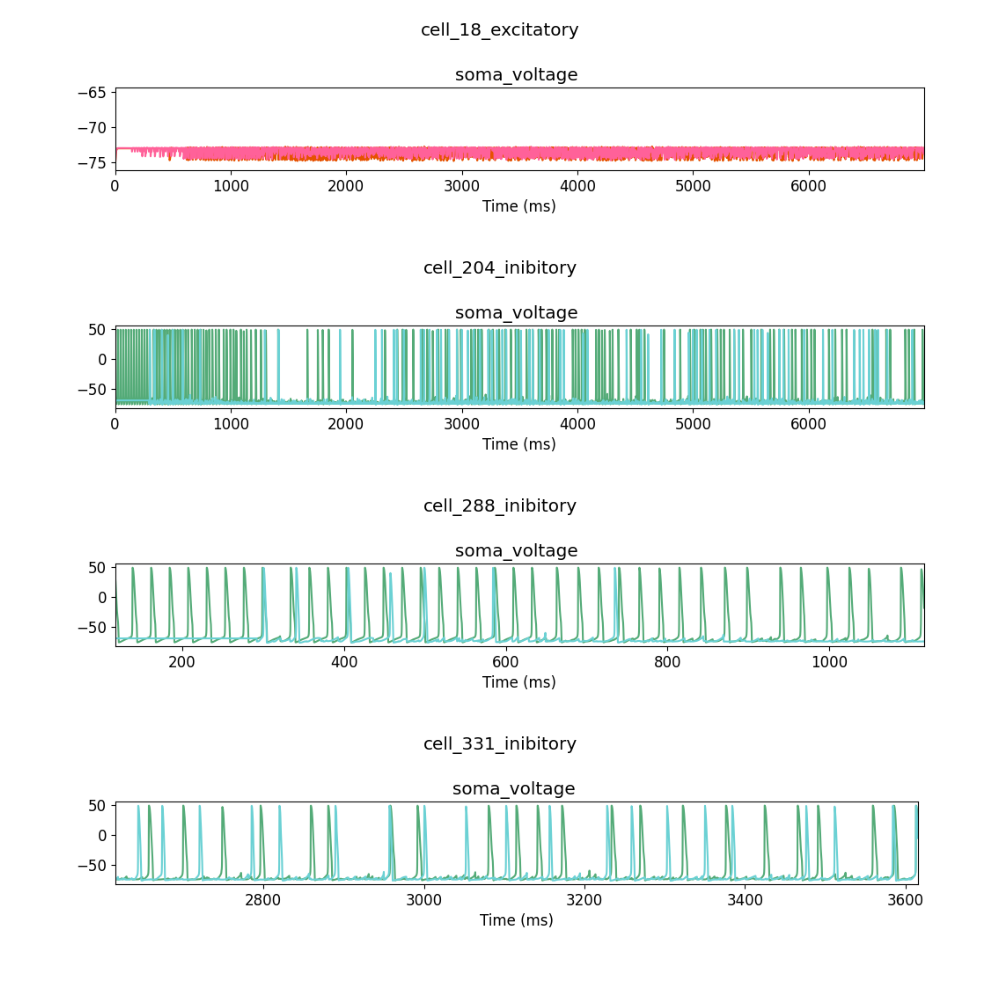 cell_18_excitatory
soma_voltage
−65
−70
−75
0 1000 2000 3000 4000 5000 6000
Time (ms)
cell_204_inibitory
soma_voltage
50
0
−50
0 1000 2000 3000 4000 5000 6000
Time (ms)
cell_288_inibitory
soma_voltage
50
0
−50
200 400 600 800 1000
Time (ms)
cell_331_inibitory
soma_voltage
50
0
−50
2800 3000 3200 3400 3600
Time (ms)